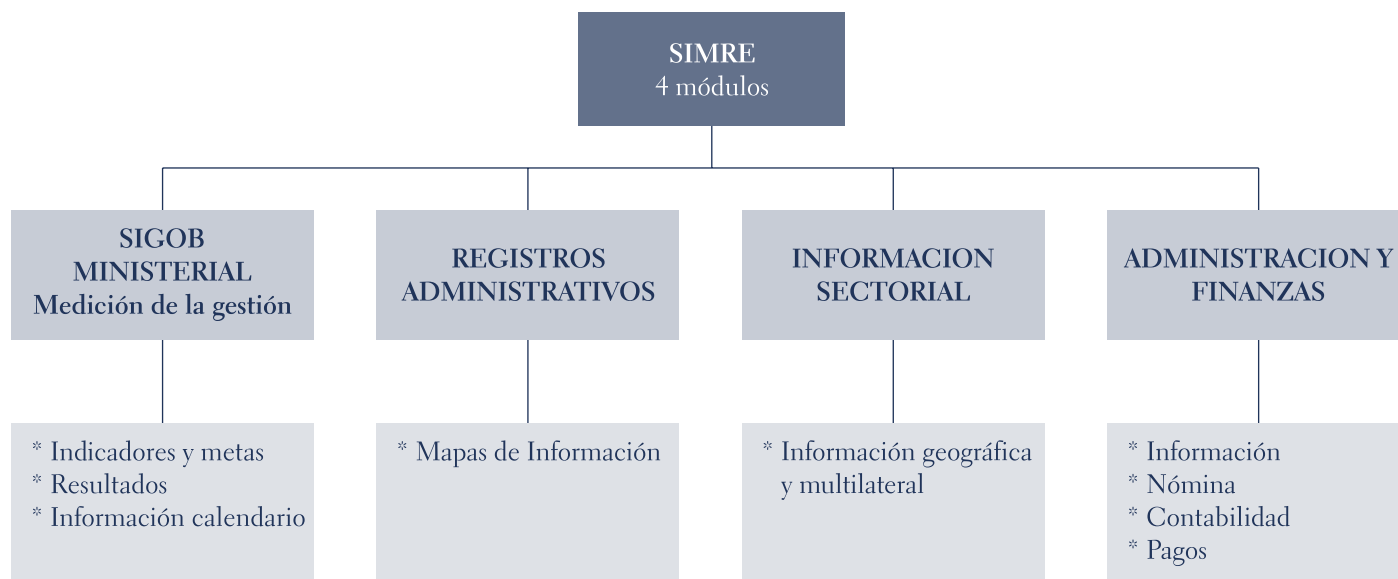 SIMRE
4 módulos
SIGOB
MINISTERIAL
Medición de la gestión
REGISTROS
ADMINISTRATIVOS
INFORMACION
SECTORIAL
ADMINISTRACION Y
FINANZAS
* Indicadores y metas
* Resultados
* Información calendario
* Mapas de Información
* Información geográfica
y multilateral
* Información
* Nómina
* Contabilidad
* Pagos